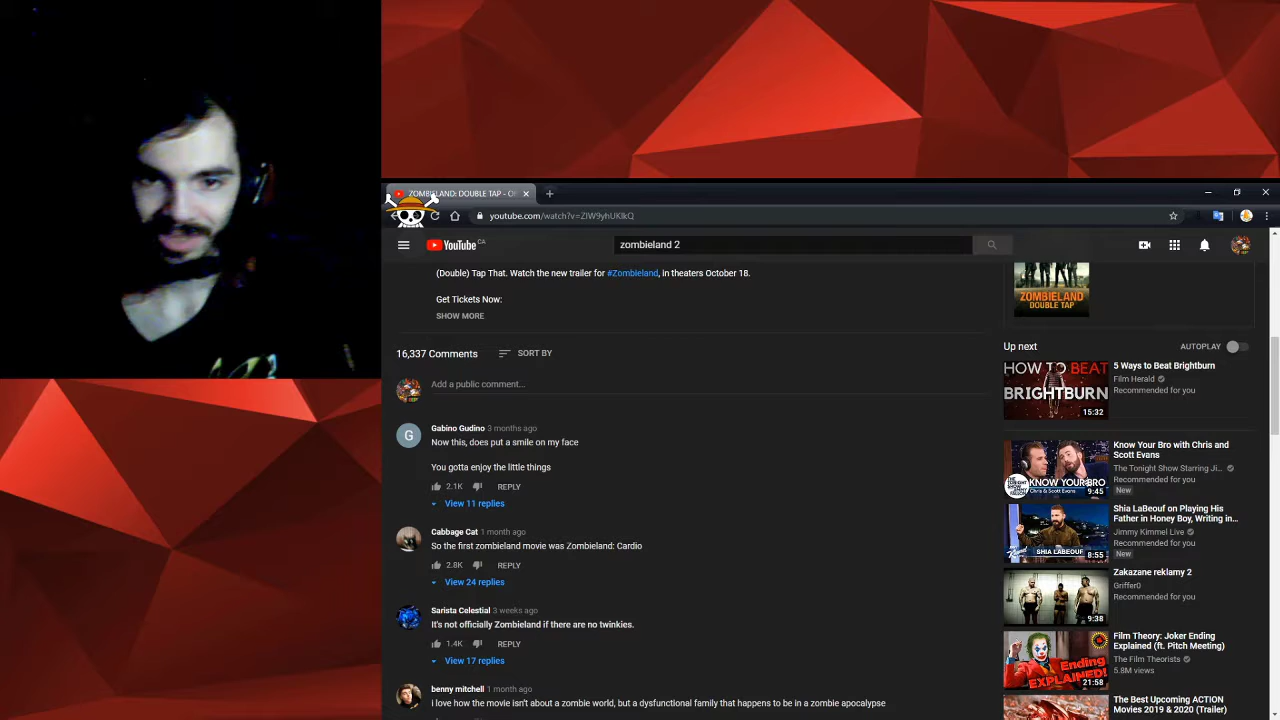 ZOMBIELAND: DOUBLE TAP - O
youtube.com/watch?v=ZlW9yhUKlkQ
YouTube CA
zombieland 2
(Double) Tap That. Watch the new trailer for #Zombieland, in theaters October 18.
Get Tickets Now:
SHOW MORE
16,337 Comments SORT BY
Add a public comment...
G
Gabino Gudino 3 months ago
Now this, does put a smile on my face
You gotta enjoy the little things
2.1K REPLY
View 11 replies
Cabbage Cat 1 month ago
So the first zombieland movie was Zombieland: Cardio
2.8K REPLY
View 24 replies
Sarista Celestial 3 weeks ago
It's not officially Zombieland if there are no twinkies.
1.4K REPLY
View 17 replies
benny mitchell 1 month ago
i love how the movie isn't about a zombie world, but a dysfunctional family that happens to be in a zombie apocalypse
ZOMBIELAND
DOUBLE TAP
Up next AUTOPLAY
HOW TO BEAT
BRIGHTBURN
15:32
5 Ways to Beat Brightburn
Film Herald
Recommended for you
KNOW YOUR BRO
Chris & Scott Evans
9:45
Know Your Bro with Chris and
Scott Evans
The Tonight Show Starring Ji...
Recommended for you
New
SHIA LABEOUF
8:55
Shia LaBeouf on Playing His
Father in Honey Boy, Writing in...
Jimmy Kimmel Live
Recommended for you
New
9:38
Zakazane reklamy 2
Griffer0
Recommended for you
Ending
EXPLAINED!
21:58
Film Theory: Joker Ending
Explained (ft. Pitch Meeting)
The Film Theorists
5.8M views
The Best Upcoming ACTION
Movies 2019 & 2020 (Trailer)